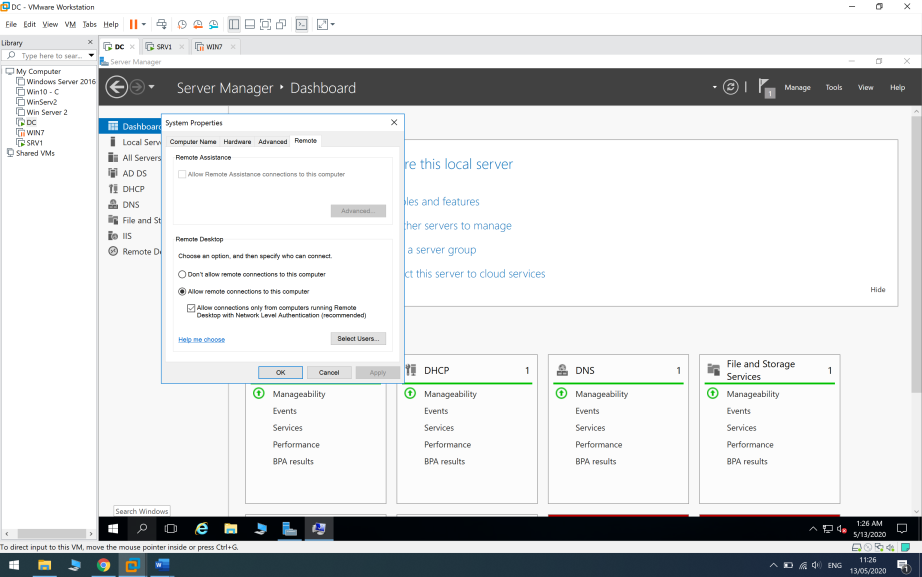 DC - VMware Workstation
File Edit View VM Tabs Help
Library
Type here to sear...
My Computer
Windows Server 2016
Win10 - C
WinServ2
Win Server 2
DC
WIN7
SRV1
Shared VMs
DC SRV1 WIN7
Server Manager
Server Manager Dashboard
1 Manage Tools View Help
Dashboard
Local Serv
All Servers
AD DS
DHCP
DNS
File and St
IIS
Remote De
System Properties
Computer Name Hardware Advanced Remote
Remote Assistance
Allow Remote Assistance connections to this computer
Advanced...
Remote Desktop
Choose an option, and then specify who can connect.
Don't allow remote connections to this computer
Allow remote connections to this computer
Allow connections only from computers running Remote
Desktop with Network Level Authentication (recommended)
Help me choose
Select Users...
OK Cancel Apply
re this local server
les and features
her servers to manage
a server group
ct this server to cloud services
Hide
Manageability
Events
Services
Performance
BPA results
DHCP 1
Manageability
Events
Services
Performance
BPA results
DNS 1
Manageability
Events
Services
Performance
BPA results
File and Storage
Services 1
Manageability
Events
Services
Performance
BPA results
Search Windows
1:26 AM
5/13/2020
To direct input to this VM, move the mouse pointer inside or press Ctrl+G.
ENG
11:26
13/05/2020